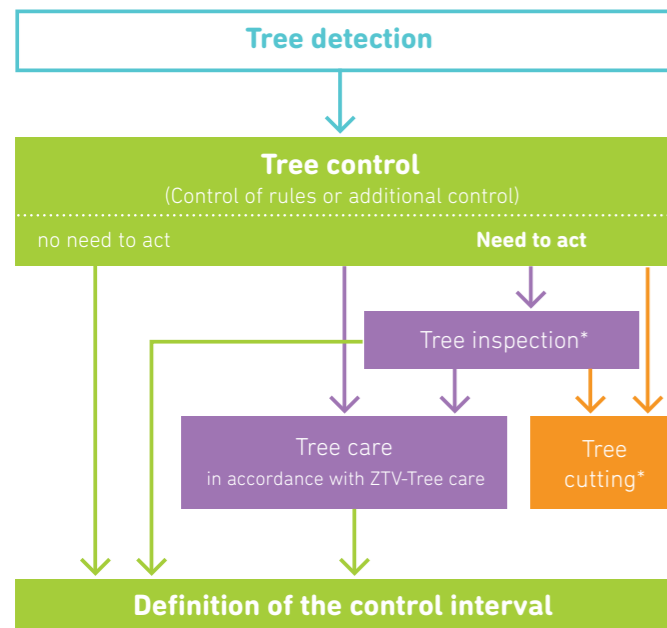 Tree detection
Tree control
(Control of rules or additional control)
no need to act
Need to act
Tree inspection*
Tree care
in accordance with ZTV-Tree care
Tree
cutting*
Definition of the control interval